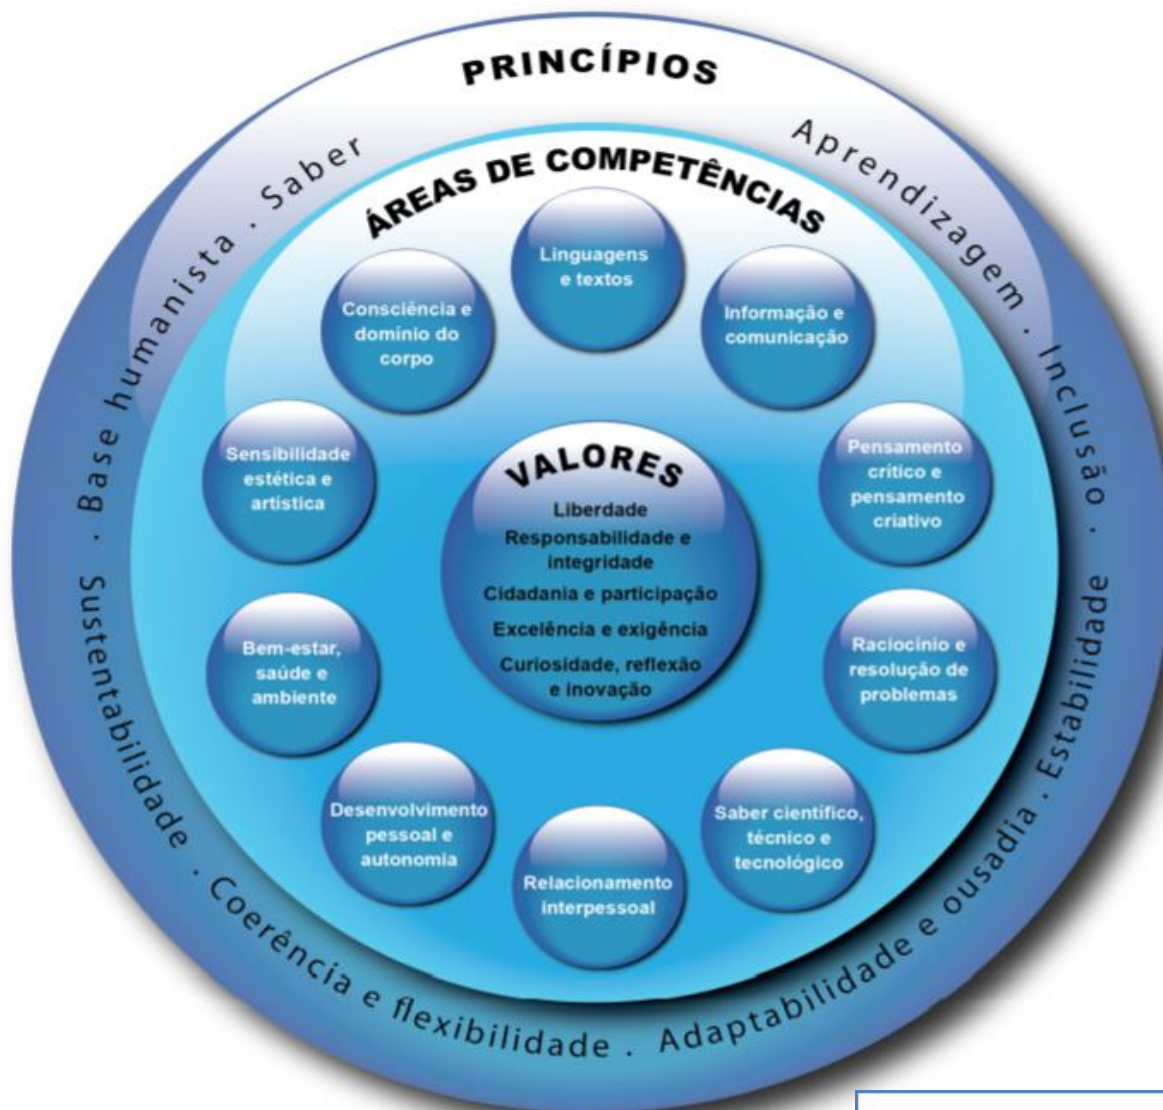 PRINCÍPIOS
Sustentabilidade . Base humanista . Saber
Aprendizagem . Inclusão .
Estabilidade
. Coerência e flexibilidade . Adaptabilidade e ousadia .
ÁREAS DE COMPETÊNCIAS
Linguagens
e textos
Informação e
comunicação
Pensamento
crítico e
pensamento
criativo
Raciocínio e
resolução de
problemas
Saber científico,
técnico e
tecnológico
Relacionamento
interpessoal
Desenvolvimento
pessoal e
autonomia
Bem-estar,
saúde e
ambiente
Sensibilidade
estética e
artística
Consciência e
domínio do
corpo
VALORES
Liberdade
Responsabilidade e
integridade
Cidadania e participação
Excelência e exigência
Curiosidade, reflexão
e inovação